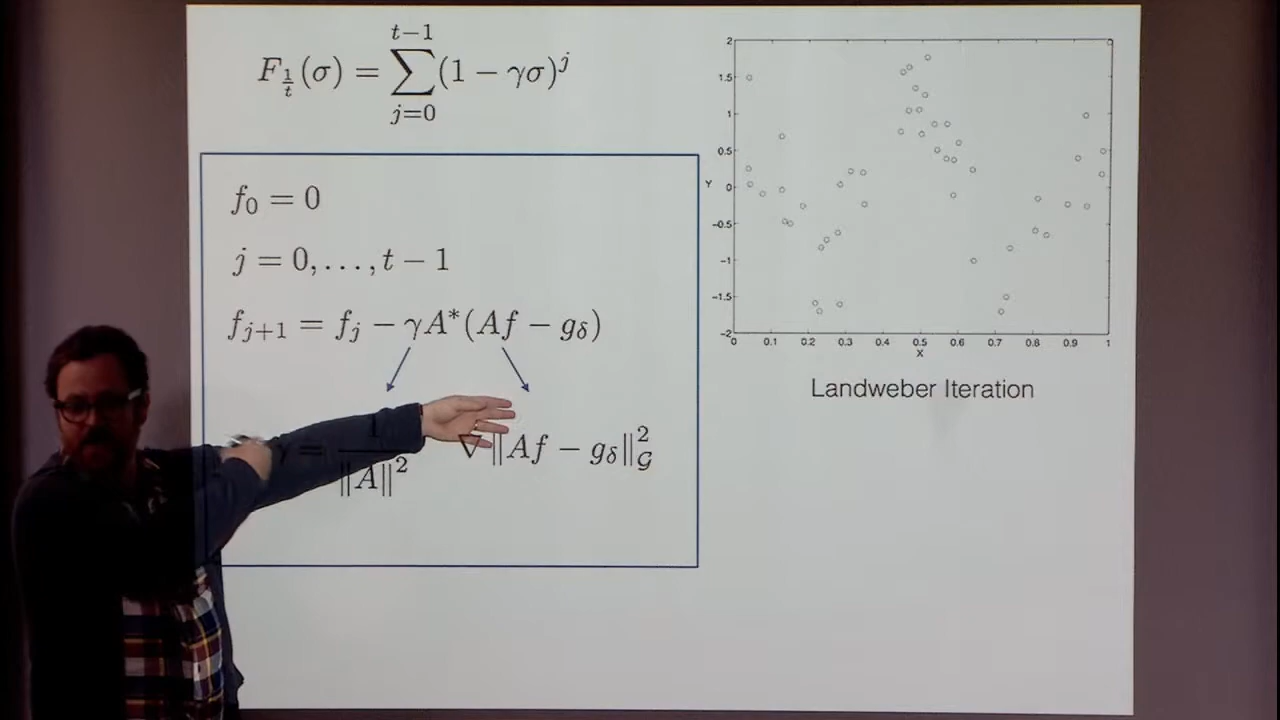 t−1
F_{1/t}(σ) = ∑(1 − γσ)^j
j=0
f₀ = 0
j = 0, . . . , t − 1
f_{j+1} = f_j − γA*(Af − g_δ)
γ = 1/‖A‖²
∇‖Af − g_δ‖²_𝒢
2
1.5
1
0.5
Y 0
−0.5
−1
−1.5
−2
0 0.1 0.2 0.3 0.4 0.5 0.6 0.7 0.8 0.9 1
X
Landweber Iteration